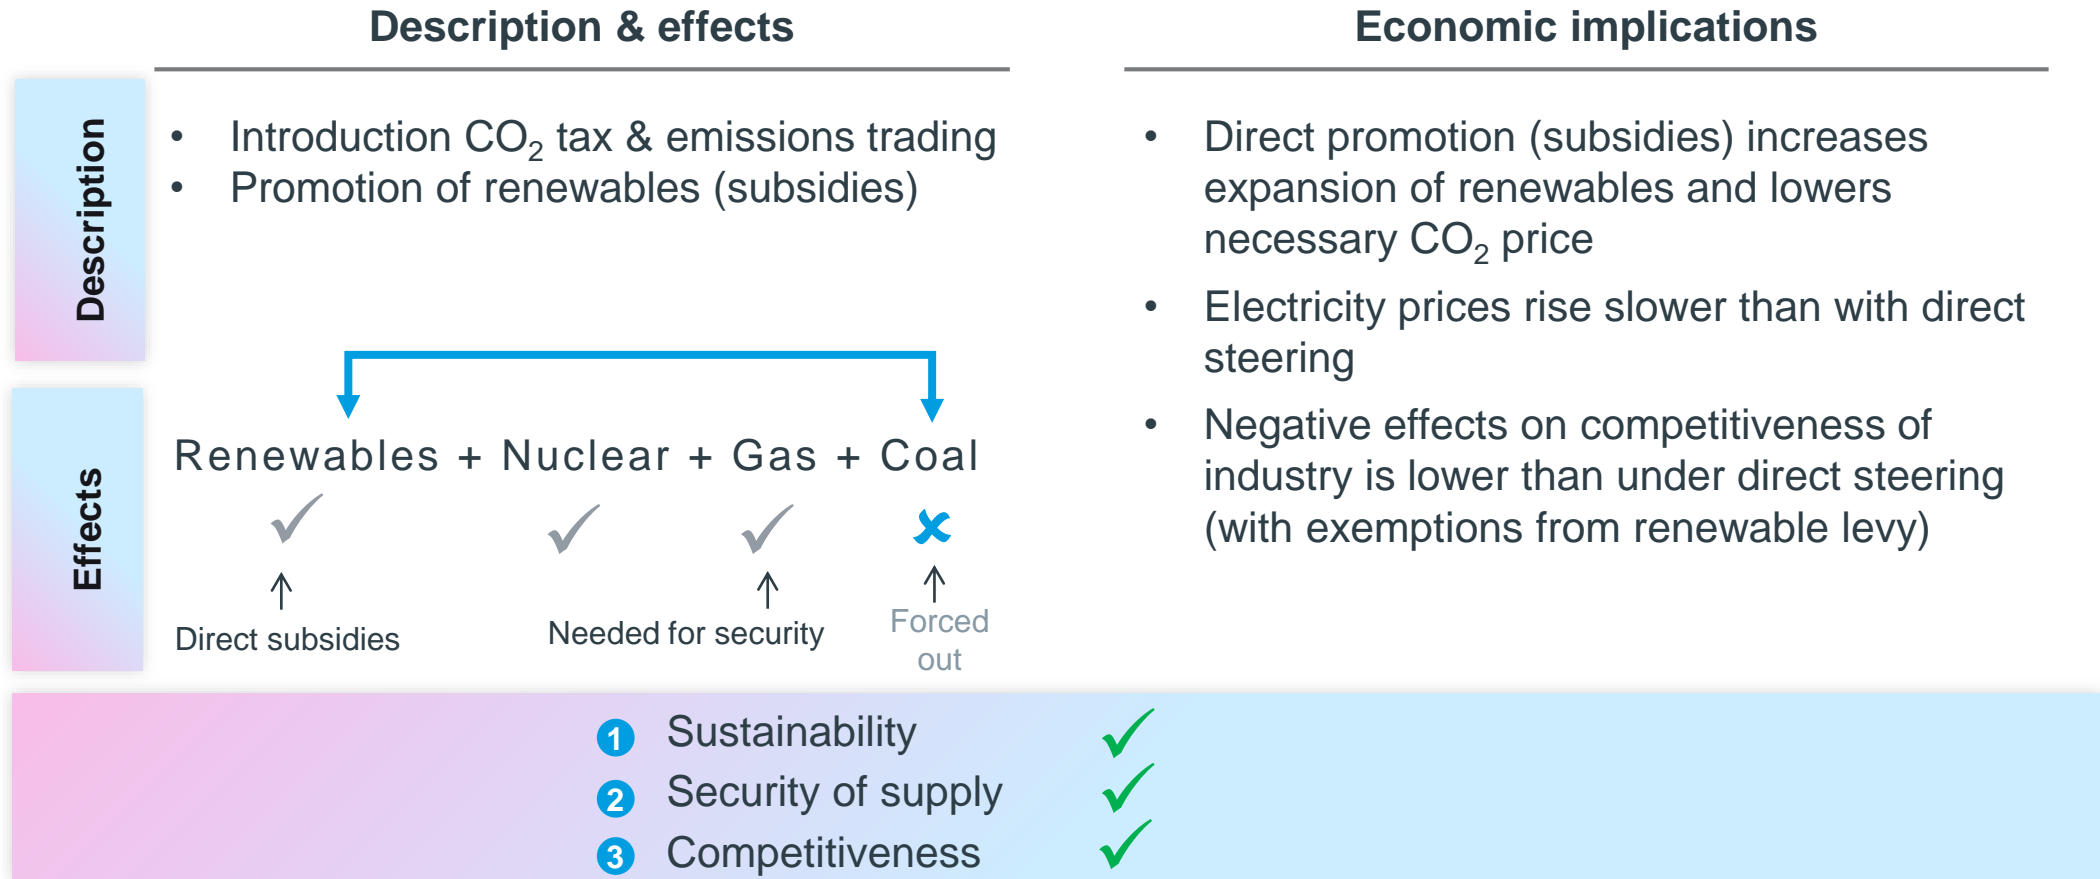 Description & effects
Economic implications
Description
• Introduction CO₂ tax & emissions trading
• Promotion of renewables (subsidies)
• Direct promotion (subsidies) increases
expansion of renewables and lowers
necessary CO₂ price
• Electricity prices rise slower than with direct
steering
• Negative effects on competitiveness of
industry is lower than under direct steering
(with exemptions from renewable levy)
Effects
Renewables + Nuclear + Gas + Coal
Direct subsidies
Needed for security
Forced
out
1 Sustainability
2 Security of supply
3 Competitiveness